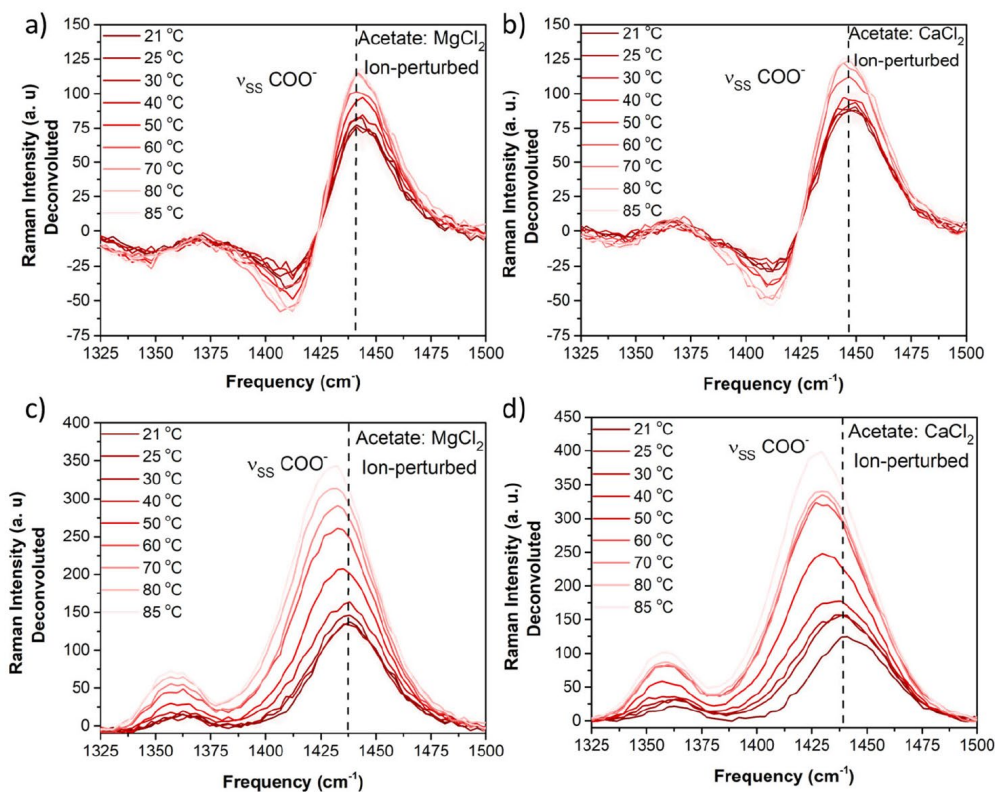 a)
150
125
100
75
50
25
0
-25
-50
-75
Raman Intensity (a. u)
Deconvoluted
21 °C
25 °C
30 °C
40 °C
50 °C
60 °C
70 °C
80 °C
85 °C
νSS COO-
Acetate: MgCl2
Ion-perturbed
1325 1350 1375 1400 1425 1450 1475 1500
Frequency (cm-)
b)
150
125
100
75
50
25
0
-25
-50
-75
Raman Intensity (a. u.)
Deconvoluted
21 °C
25 °C
30 °C
40 °C
50 °C
60 °C
70 °C
80 °C
85 °C
νSS COO-
Acetate: CaCl2
Ion-perturbed
1325 1350 1375 1400 1425 1450 1475 1500
Frequency (cm-1)
c)
400
350
300
250
200
150
100
50
0
Raman Intensity (a. u)
Deconvoluted
21 °C
25 °C
30 °C
40 °C
50 °C
60 °C
70 °C
80 °C
85 °C
νSS COO-
Acetate: MgCl2
Ion-perturbed
1325 1350 1375 1400 1425 1450 1475 1500
Frequency (cm-1)
d)
450
400
350
300
250
200
150
100
50
0
Raman Intensity (a. u.)
Deconvoluted
21 °C
25 °C
30 °C
40 °C
50 °C
60 °C
70 °C
80 °C
85 °C
νSS COO-
Acetate: CaCl2
Ion-perturbed
1325 1350 1375 1400 1425 1450 1475 1500
Frequency (cm-1)